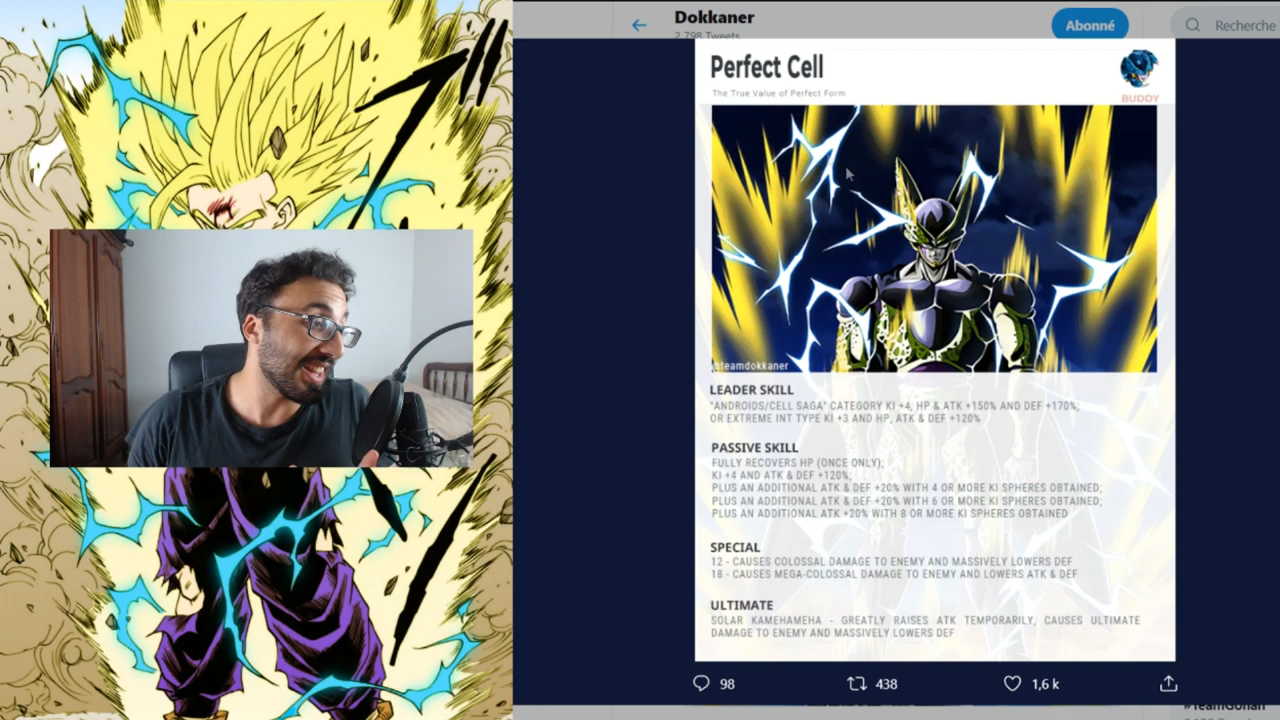 Dokkaner
2 798 Tweets
Abonné
Recherche
Perfect Cell
The True Value of Perfect Form
BUDDY
@teamdokkaner
LEADER SKILL
"ANDROIDS/CELL SAGA" CATEGORY KI +4, HP & ATK +150% AND DEF +170%;
OR EXTREME INT TYPE KI +3 AND HP, ATK & DEF +120%
PASSIVE SKILL
FULLY RECOVERS HP (ONCE ONLY);
KI +4 AND ATK & DEF +120%;
PLUS AN ADDITIONAL ATK & DEF +20% WITH 4 OR MORE KI SPHERES OBTAINED;
PLUS AN ADDITIONAL ATK & DEF +20% WITH 6 OR MORE KI SPHERES OBTAINED;
PLUS AN ADDITIONAL ATK +20% WITH 8 OR MORE KI SPHERES OBTAINED
SPECIAL
12 - CAUSES COLOSSAL DAMAGE TO ENEMY AND MASSIVELY LOWERS DEF
18 - CAUSES MEGA-COLOSSAL DAMAGE TO ENEMY AND LOWERS ATK & DEF
ULTIMATE
SOLAR KAMEHAMEHA - GREATLY RAISES ATK TEMPORARILY, CAUSES ULTIMATE
DAMAGE TO ENEMY AND MASSIVELY LOWERS DEF
98
438
1,6 k
#TeamGohan